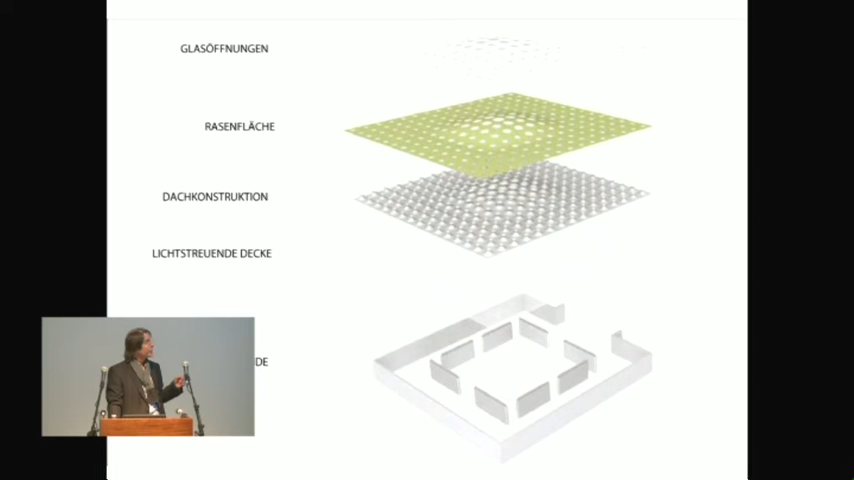 GLASÖFFNUNGEN
RASENFLÄCHE
DACHKONSTRUKTION
LICHTSTREUENDE DECKE
DE